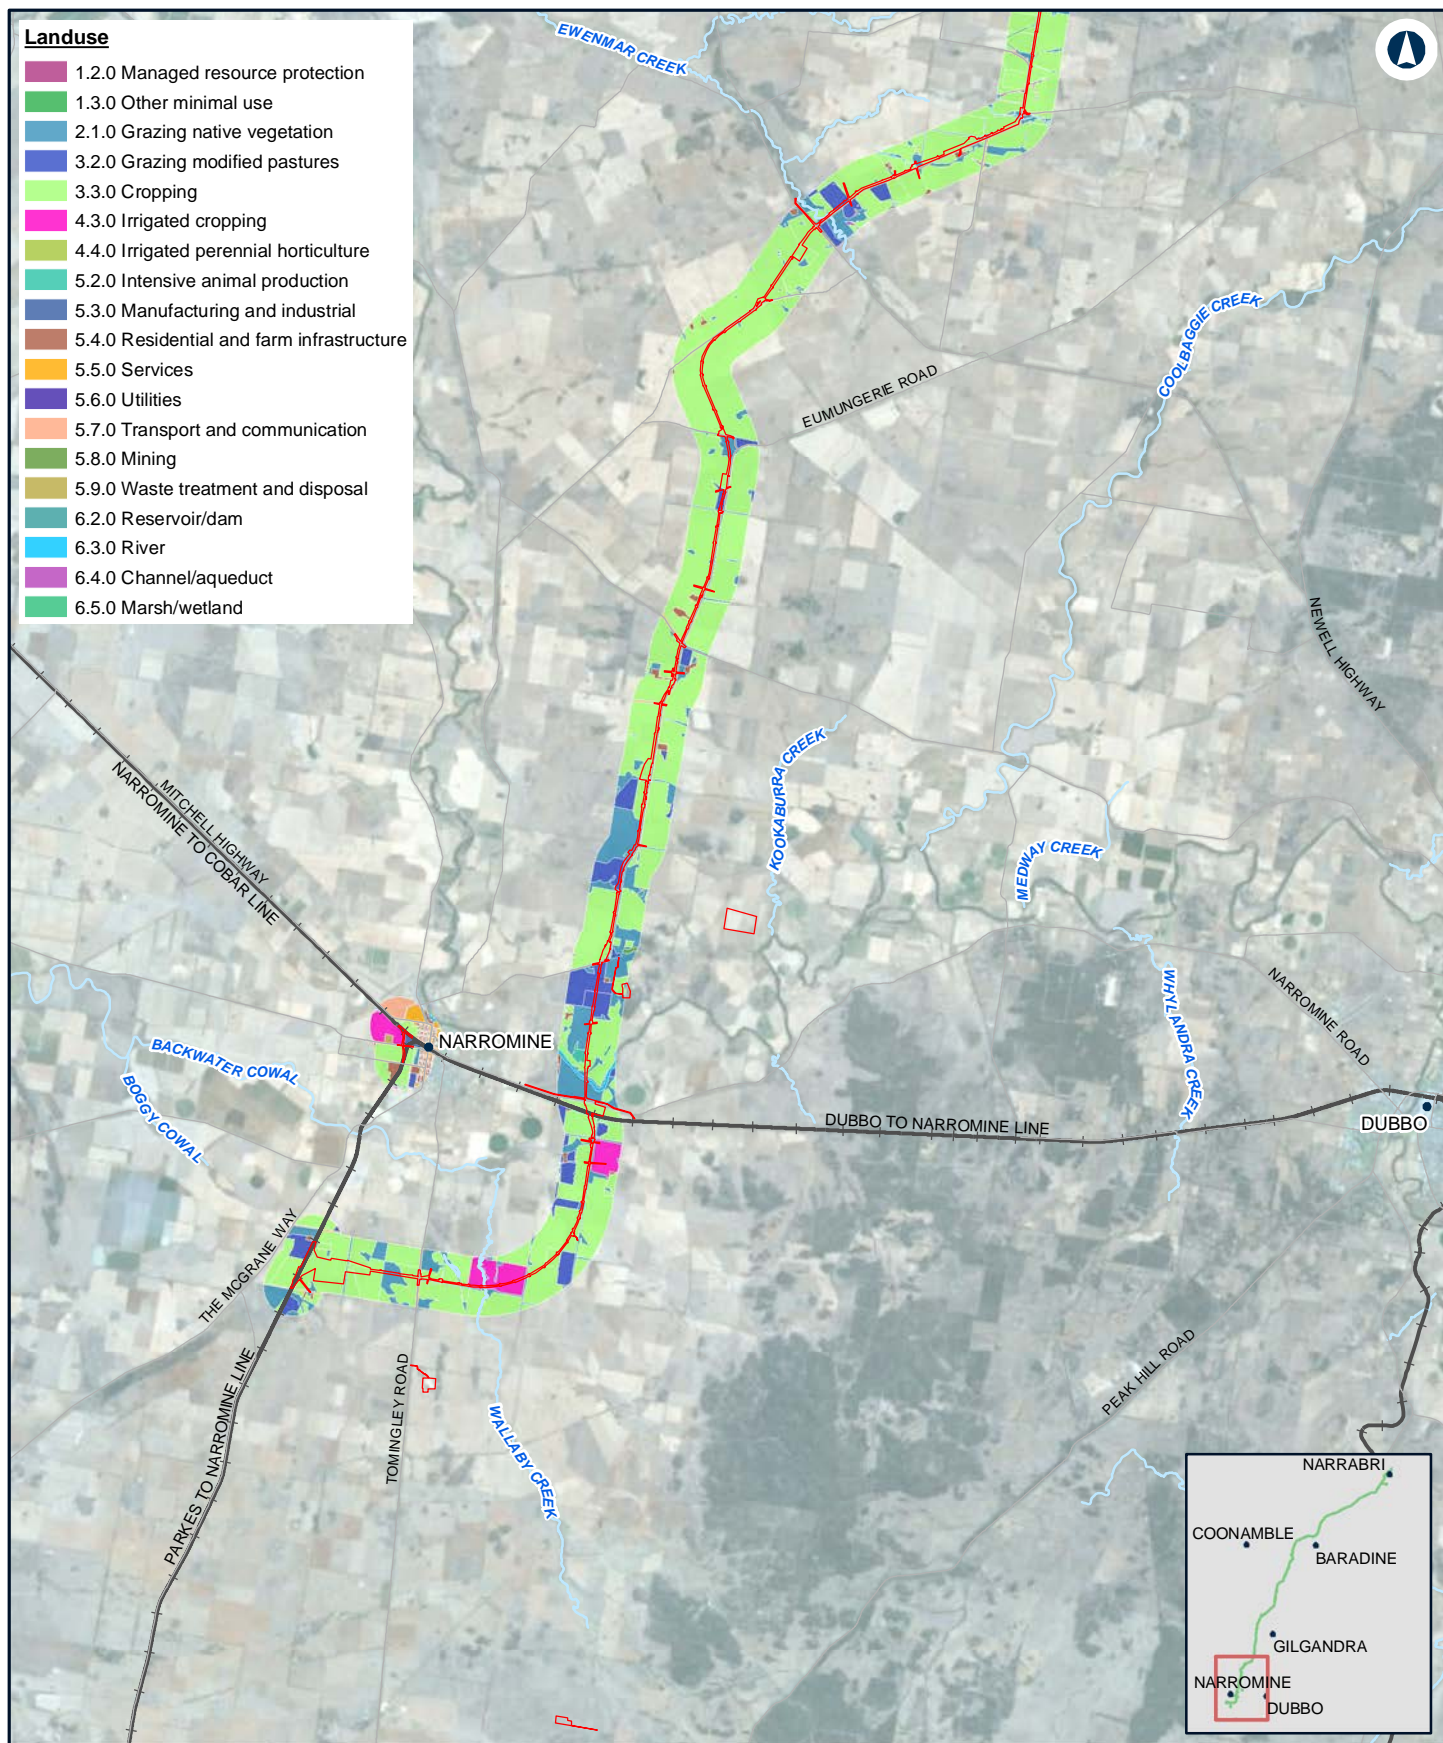 Landuse
1.2.0 Managed resource protection
1.3.0 Other minimal use
2.1.0 Grazing native vegetation
3.2.0 Grazing modified pastures
3.3.0 Cropping
4.3.0 Irrigated cropping
4.4.0 Irrigated perennial horticulture
5.2.0 Intensive animal production
5.3.0 Manufacturing and industrial
5.4.0 Residential and farm infrastructure
5.5.0 Services
5.6.0 Utilities
5.7.0 Transport and communication
5.8.0 Mining
5.9.0 Waste treatment and disposal
6.2.0 Reservoir/dam
6.3.0 River
6.4.0 Channel/aqueduct
6.5.0 Marsh/wetland
EWENMAR CREEK
COOLBAGGIE CREEK
EUMUNGERIE ROAD
NEWELL HIGHWAY
KOOKABURRA CREEK
MITCHELL HIGHWAY
NARROMINE TO COBAR LINE
MEDWAY CREEK
WHYLANDRA CREEK
NARROMINE ROAD
NARROMINE
BACKWATER COWAL
BOGGY COWAL
DUBBO TO NARROMINE LINE
DUBBO
THE MCGRANE WAY
PARKES TO NARROMINE LINE
TOMINGLEY ROAD
WALLABY CREEK
PEAK HILL ROAD
NARRABRI
COONAMBLE
BARADINE
GILGANDRA
NARROMINE
DUBBO